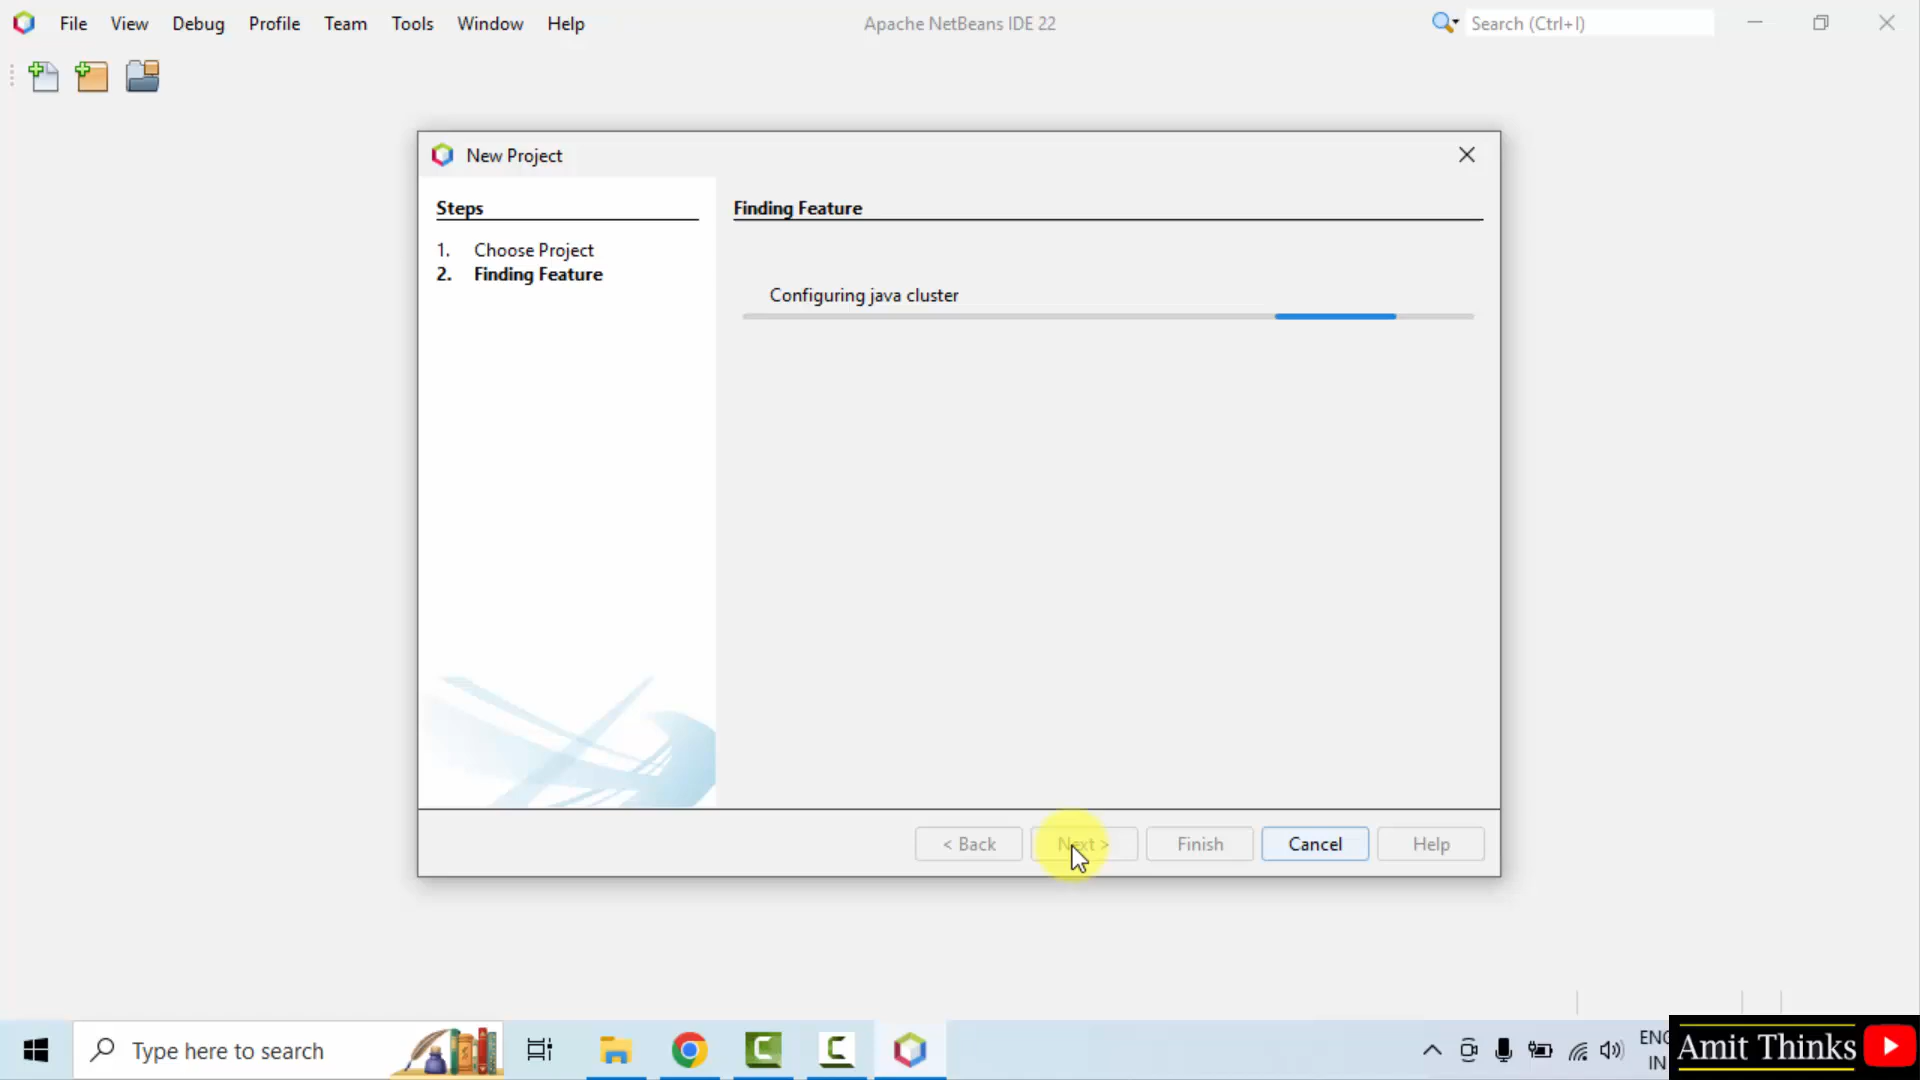 File View Debug Profile Team Tools Window Help
Apache NetBeans IDE 22
Search (Ctrl+I)
New Project
Steps
1. Choose Project
2. Finding Feature
Finding Feature
Configuring java cluster
< Back
Next >
Finish
Cancel
Help
Type here to search
ENG
IN
Amit Thinks